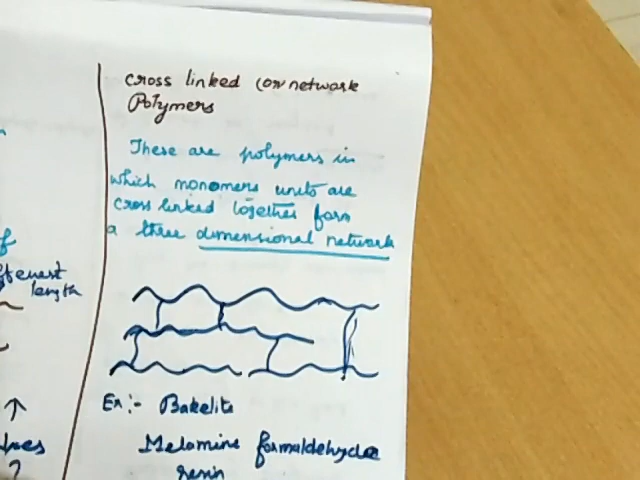 cross linked (or network
Polymers
These are polymers in
which monomers units are
cross linked together form
a three dimensional network
length
Ex:- Bakelite
Melamine formaldehyde
resin